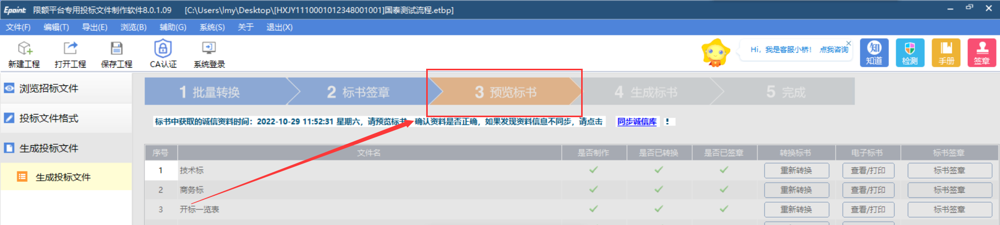 Epoint 限额平台专用投标文件制作软件8.0.1.09 [C:\Users\lmy\Desktop\[HXJY1110001012348001001]国泰测试流程.etbp]
文件(F) 编辑(T) 导出(E) 浏览(B) 辅助(G) 系统(S) 关于 退出(X)
新建工程 打开工程 保存工程 CA认证 系统登录
Hi，我是客服小桥！ 点我咨询
知 知道 检测 手册 签章
浏览招标文件
投标文件格式
生成投标文件
生成投标文件
1 批量转换 2 标书签章 3 预览标书 4 生成标书 5 完成
标书中获取的诚信资料时间：2022-10-29 11:52:31 星期六，请预览标书，确认资料是否正确，如果发现资料信息不同步，请点击 同步诚信库 ！
序号 文件名 是否制作 是否已转换 是否已签章 转换标书 电子标书 标书签章
1 技术标 重新转换 查看/打印 标书签章
2 商务标 重新转换 查看/打印 标书签章
3 开标一览表 重新转换 查看/打印 标书签章